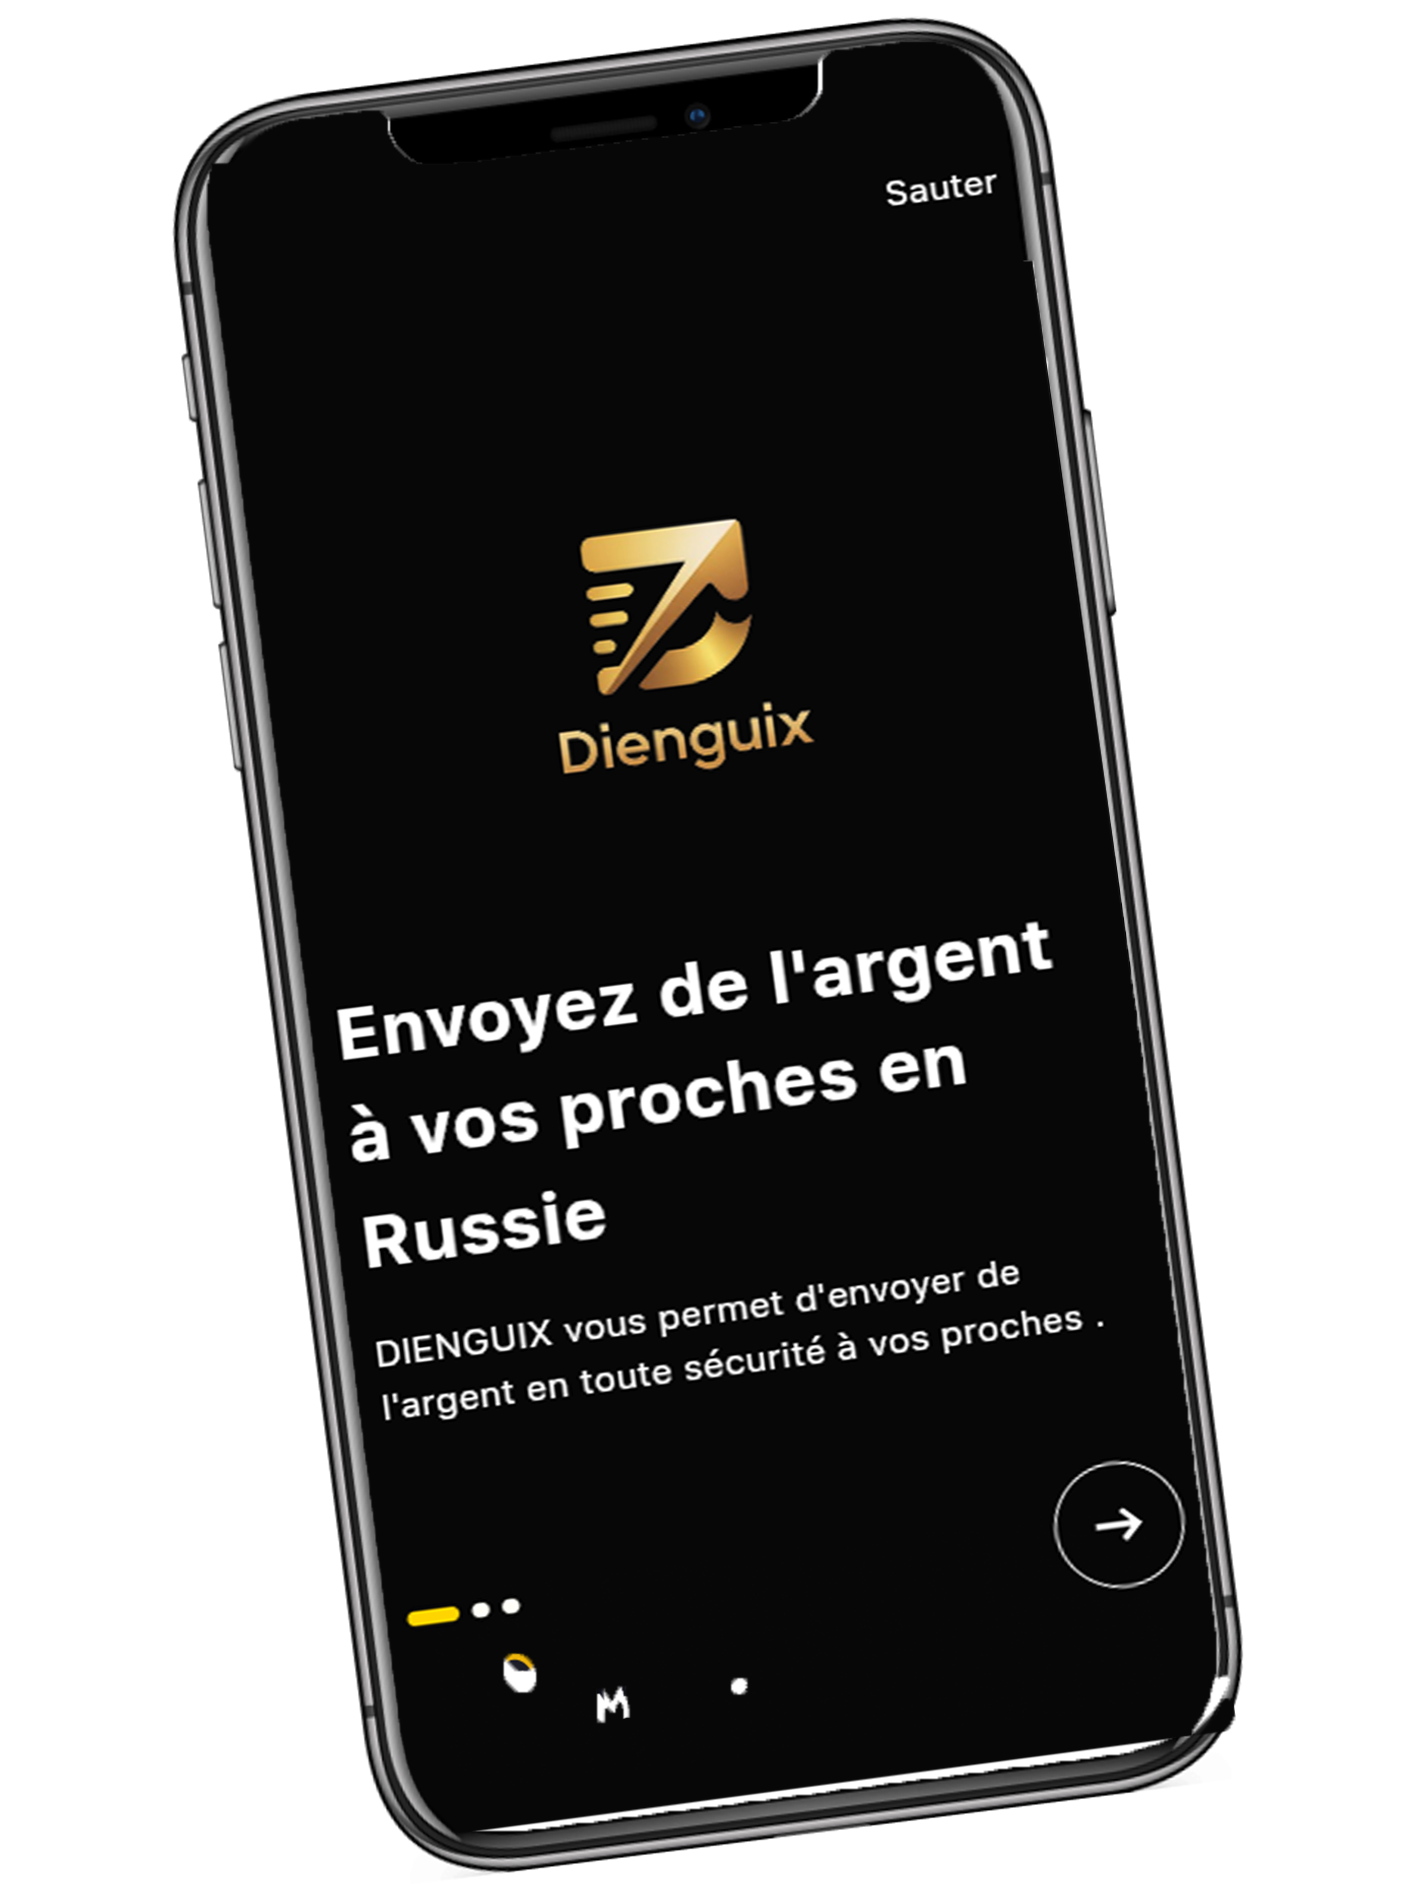 Sauter
Dienguix
Envoyez de l'argent
à vos proches en
Russie
DIENGUIX vous permet d'envoyer de
l'argent en toute sécurité à vos proches .
M